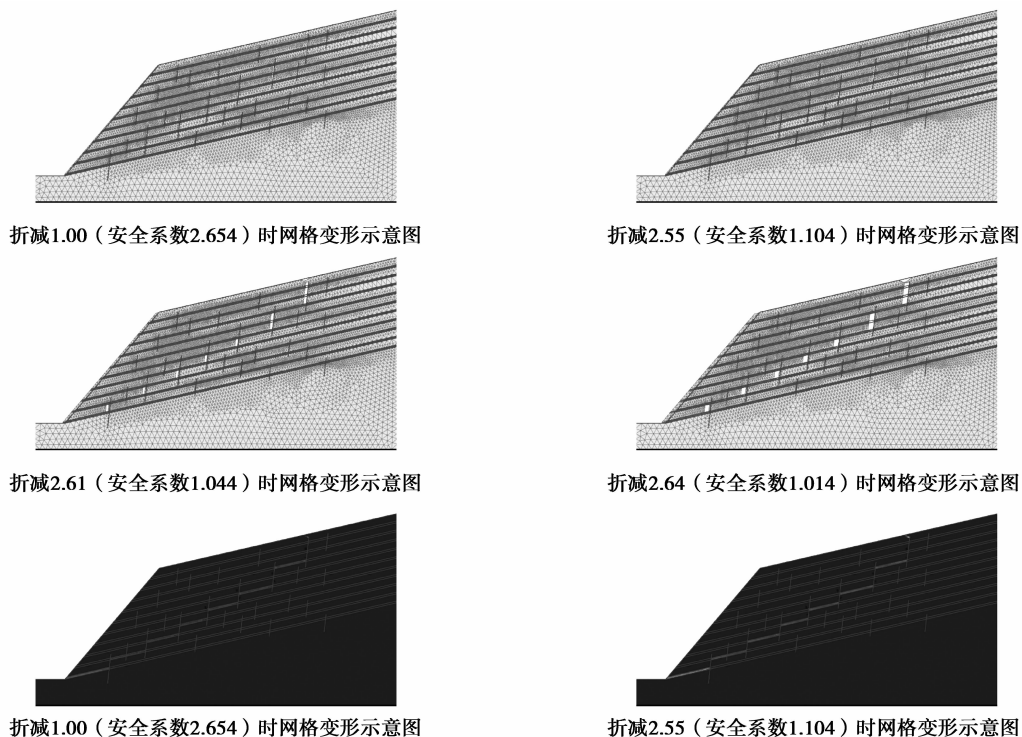 折减1.00（安全系数2.654）时网格变形示意图
折减2.55（安全系数1.104）时网格变形示意图
折减2.61（安全系数1.044）时网格变形示意图
折减2.64（安全系数1.014）时网格变形示意图
折减1.00（安全系数2.654）时网格变形示意图
折减2.55（安全系数1.104）时网格变形示意图